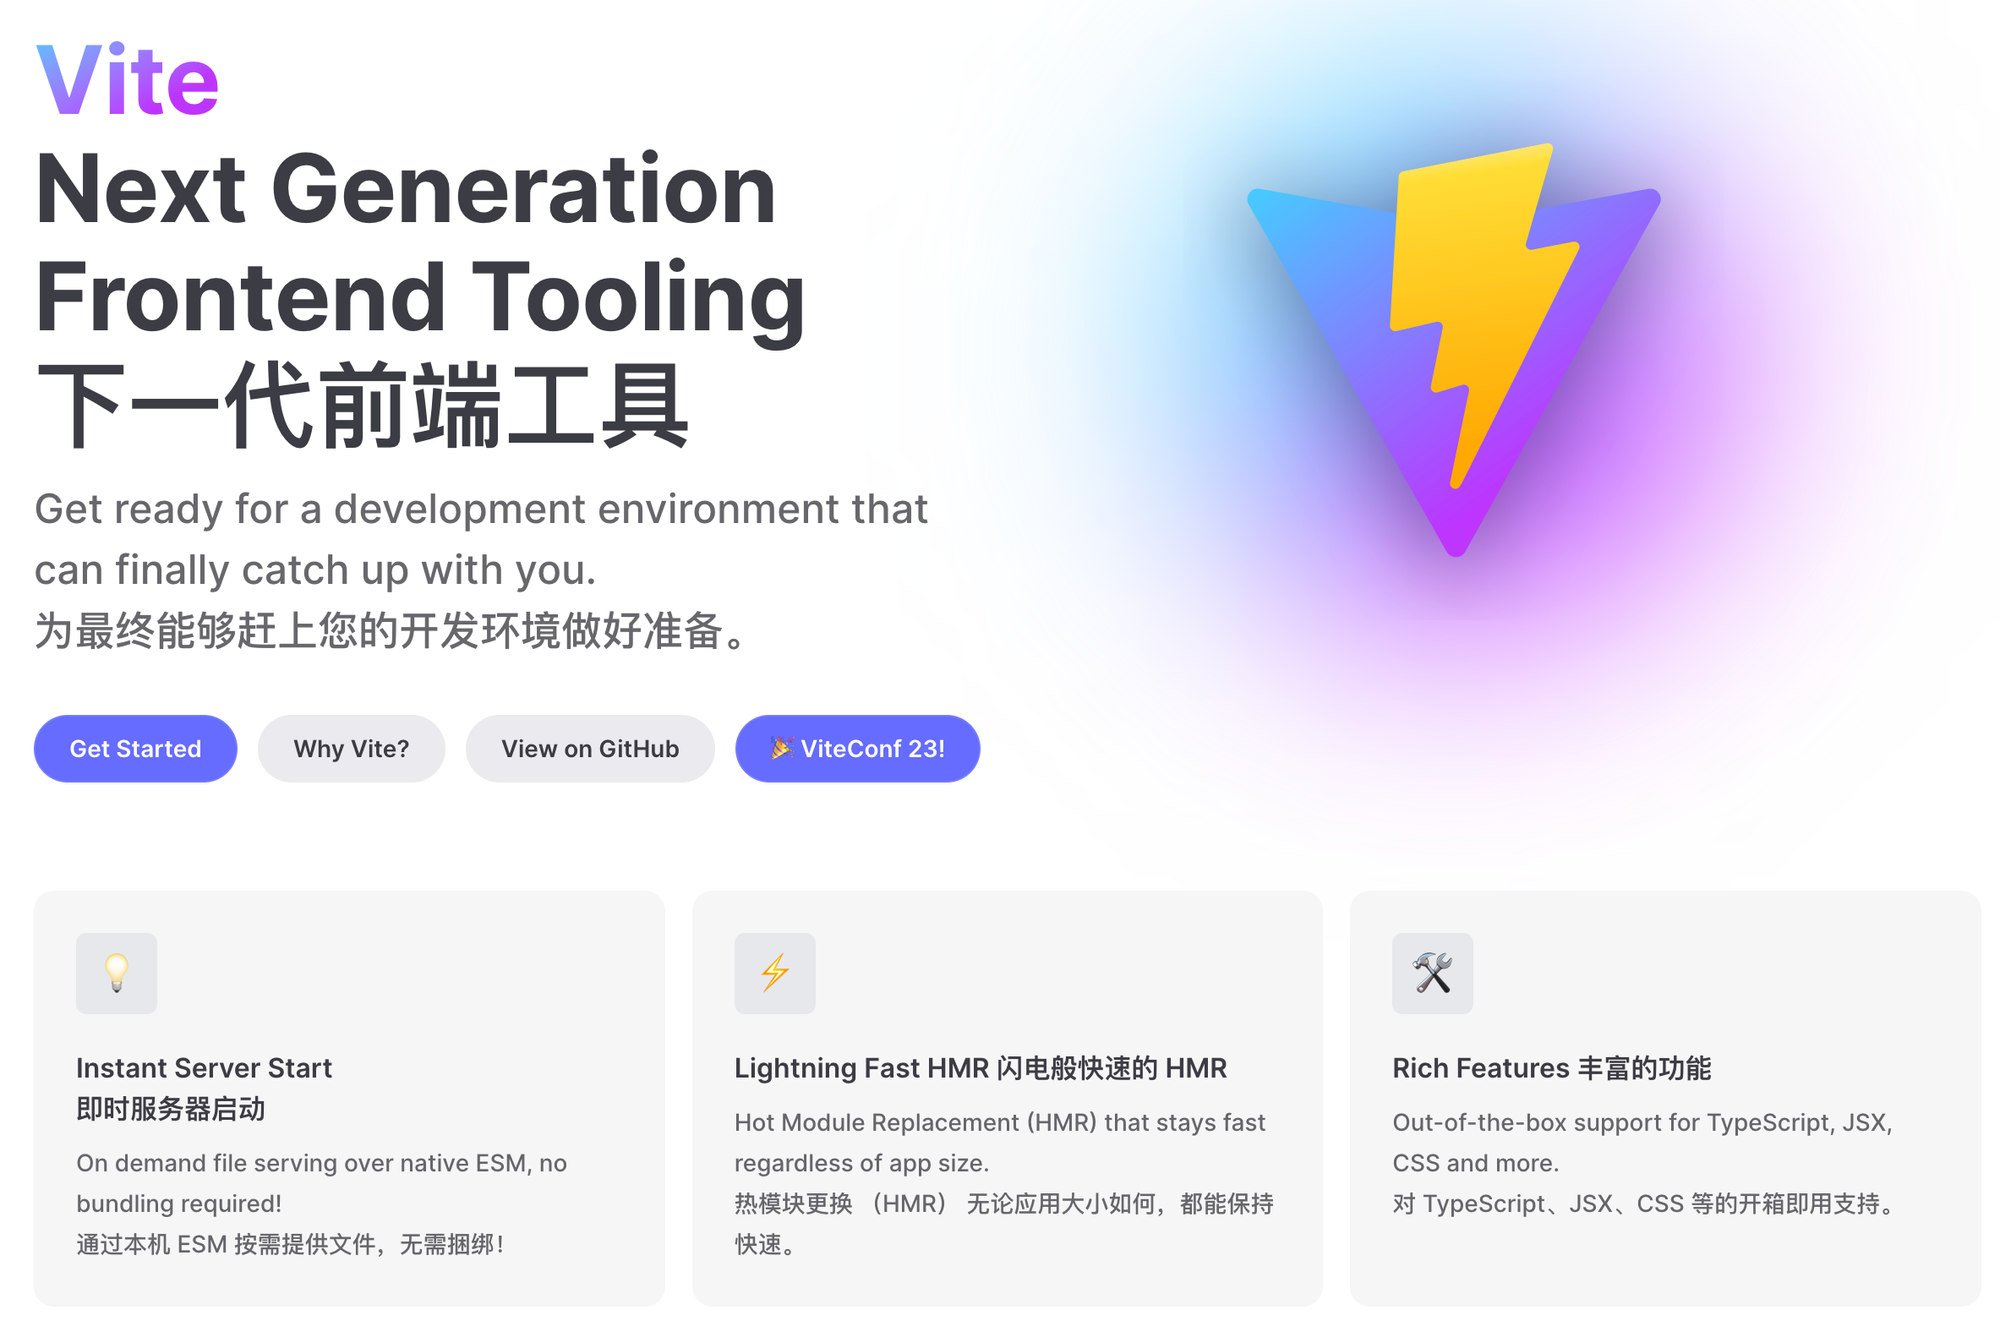 Vite
Next Generation
Frontend Tooling
下一代前端工具
Get ready for a development environment that
can finally catch up with you.
为最终能够赶上您的开发环境做好准备。
Get Started
Why Vite?
View on GitHub
🎉 ViteConf 23!
Instant Server Start
即时服务器启动
On demand file serving over native ESM, no
bundling required!
通过本机 ESM 按需提供文件，无需捆绑！
Lightning Fast HMR 闪电般快速的 HMR
Hot Module Replacement (HMR) that stays fast
regardless of app size.
热模块更换 （HMR） 无论应用大小如何，都能保持
快速。
Rich Features 丰富的功能
Out-of-the-box support for TypeScript, JSX,
CSS and more.
对 TypeScript、JSX、CSS 等的开箱即用支持。